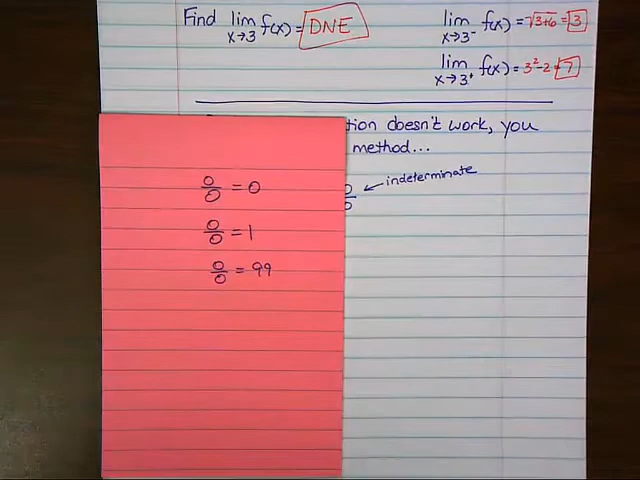 Find lim x→3 f(x) = DNE
lim x→3⁻ f(x) = √3+6 = 3
lim x→3⁺ f(x) = 3²-2 = 7
tion doesn't work, you
method...
0/0 ← indeterminate
0/0 = 0
0/0 = 1
0/0 = 99